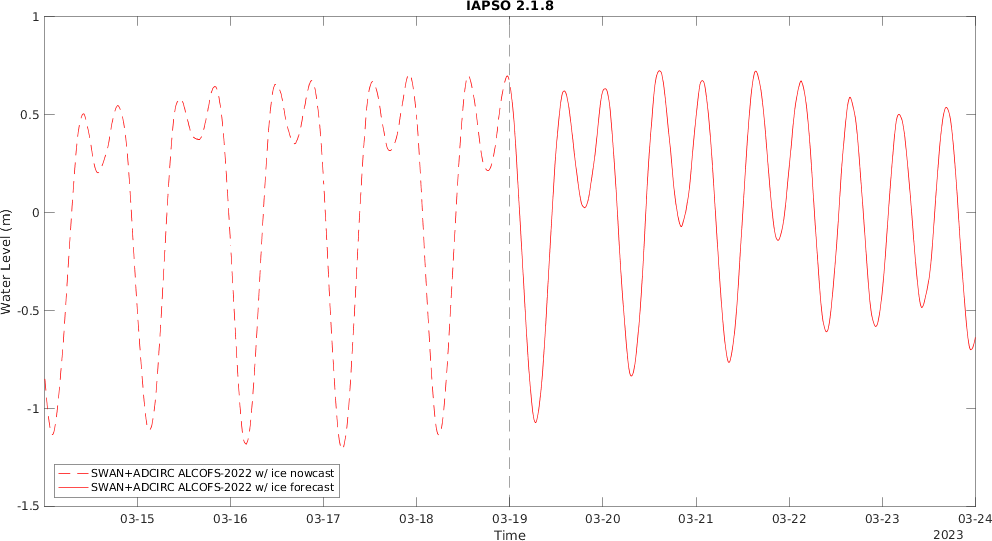 IAPSO 2.1.8
1
0.5
0
-0.5
-1
-1.5
Water Level (m)
SWAN+ADCIRC ALCOFS-2022 w/ ice nowcast
SWAN+ADCIRC ALCOFS-2022 w/ ice forecast
03-15 03-16 03-17 03-18 03-19 03-20 03-21 03-22 03-23 03-24
Time
2023